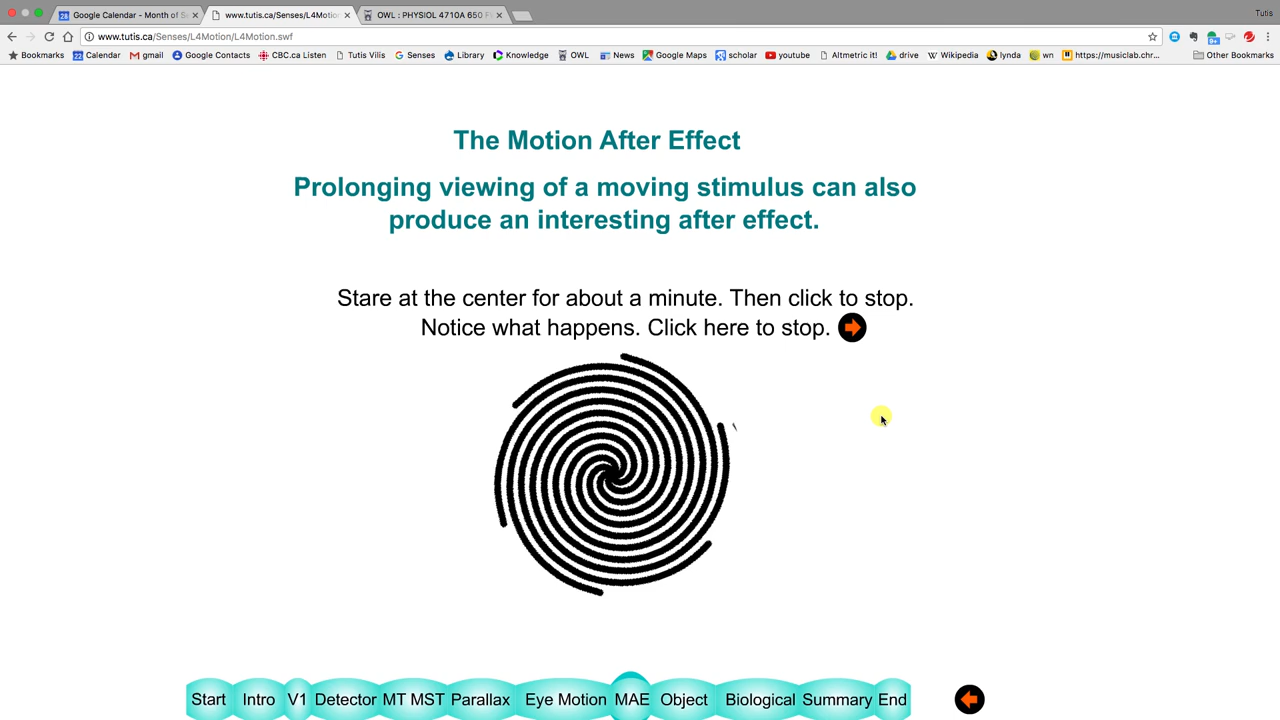 Google Calendar - Month of S
www.tutis.ca/Senses/L4Motio
OWL : PHYSIOL 4710A 650 F
Tutis
www.tutis.ca/Senses/L4Motion/L4Motion.swf
Bookmarks 22 Calendar gmail Google Contacts CBC.ca Listen Tutis Vilis Senses Library Knowledge OWL News Google Maps scholar youtube Altmetric it! drive Wikipedia lynda wn https://musiclab.chr... Other Bookmarks
The Motion After Effect
Prolonging viewing of a moving stimulus can also
produce an interesting after effect.
Stare at the center for about a minute. Then click to stop.
Notice what happens. Click here to stop.
Start Intro V1 Detector MT MST Parallax Eye Motion MAE Object Biological Summary End